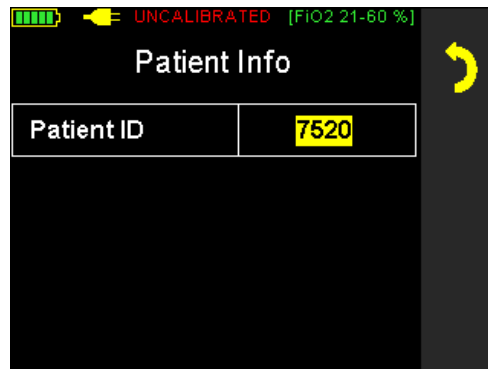 UNCALIBRATED [FiO2 21-60 %]
Patient Info
Patient ID 7520